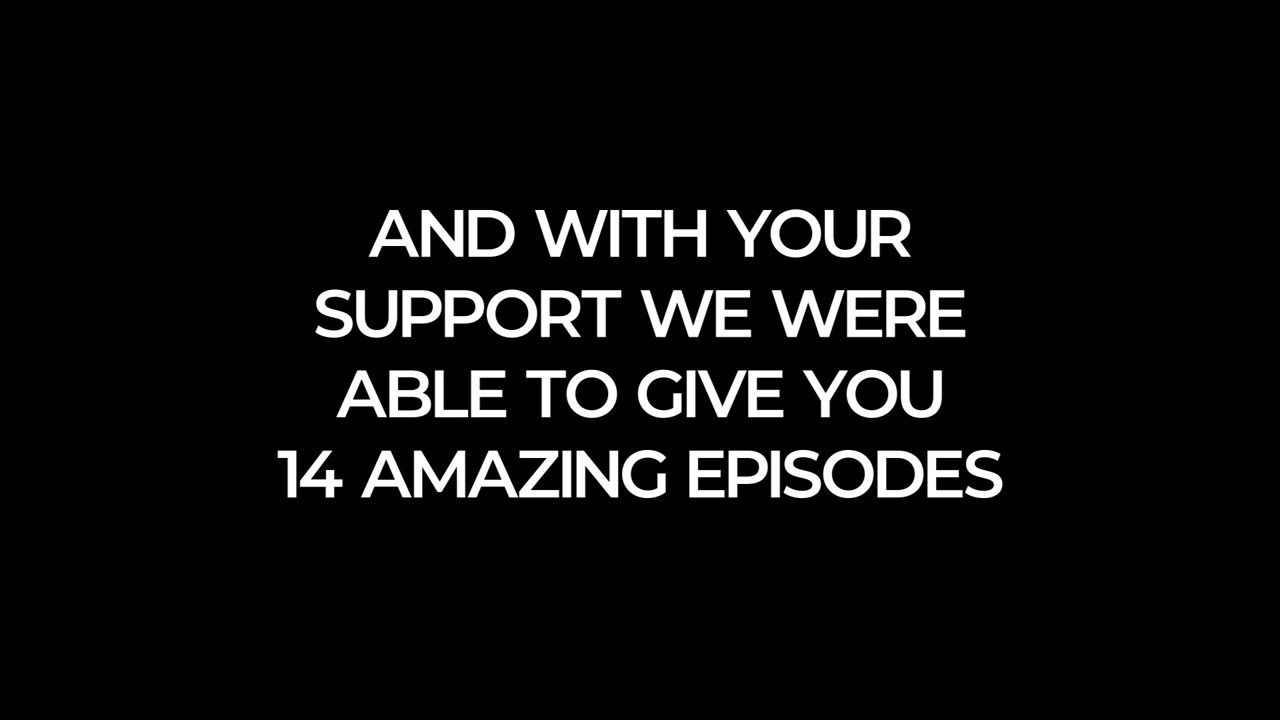 AND WITH YOUR
SUPPORT WE WERE
ABLE TO GIVE YOU
14 AMAZING EPISODES